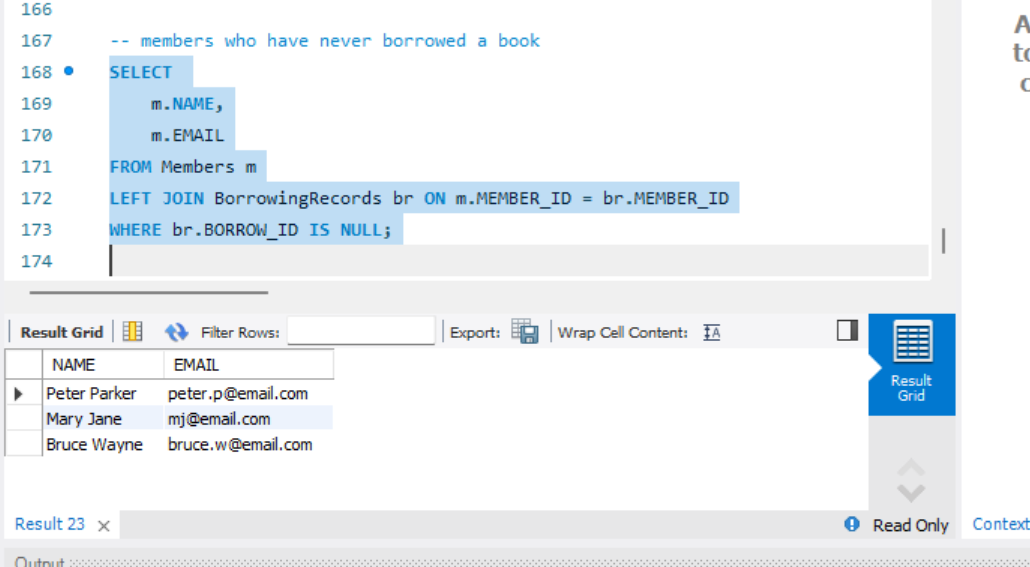 166
167 -- members who have never borrowed a book
168 SELECT
169 m.NAME,
170 m.EMAIL
171 FROM Members m
172 LEFT JOIN BorrowingRecords br ON m.MEMBER_ID = br.MEMBER_ID
173 WHERE br.BORROW_ID IS NULL;
174
Result Grid Filter Rows: Export: Wrap Cell Content:
NAME EMAIL
Peter Parker peter.p@email.com
Mary Jane mj@email.com
Bruce Wayne bruce.w@email.com
Result
Grid
Result 23 Read Only Context
Output